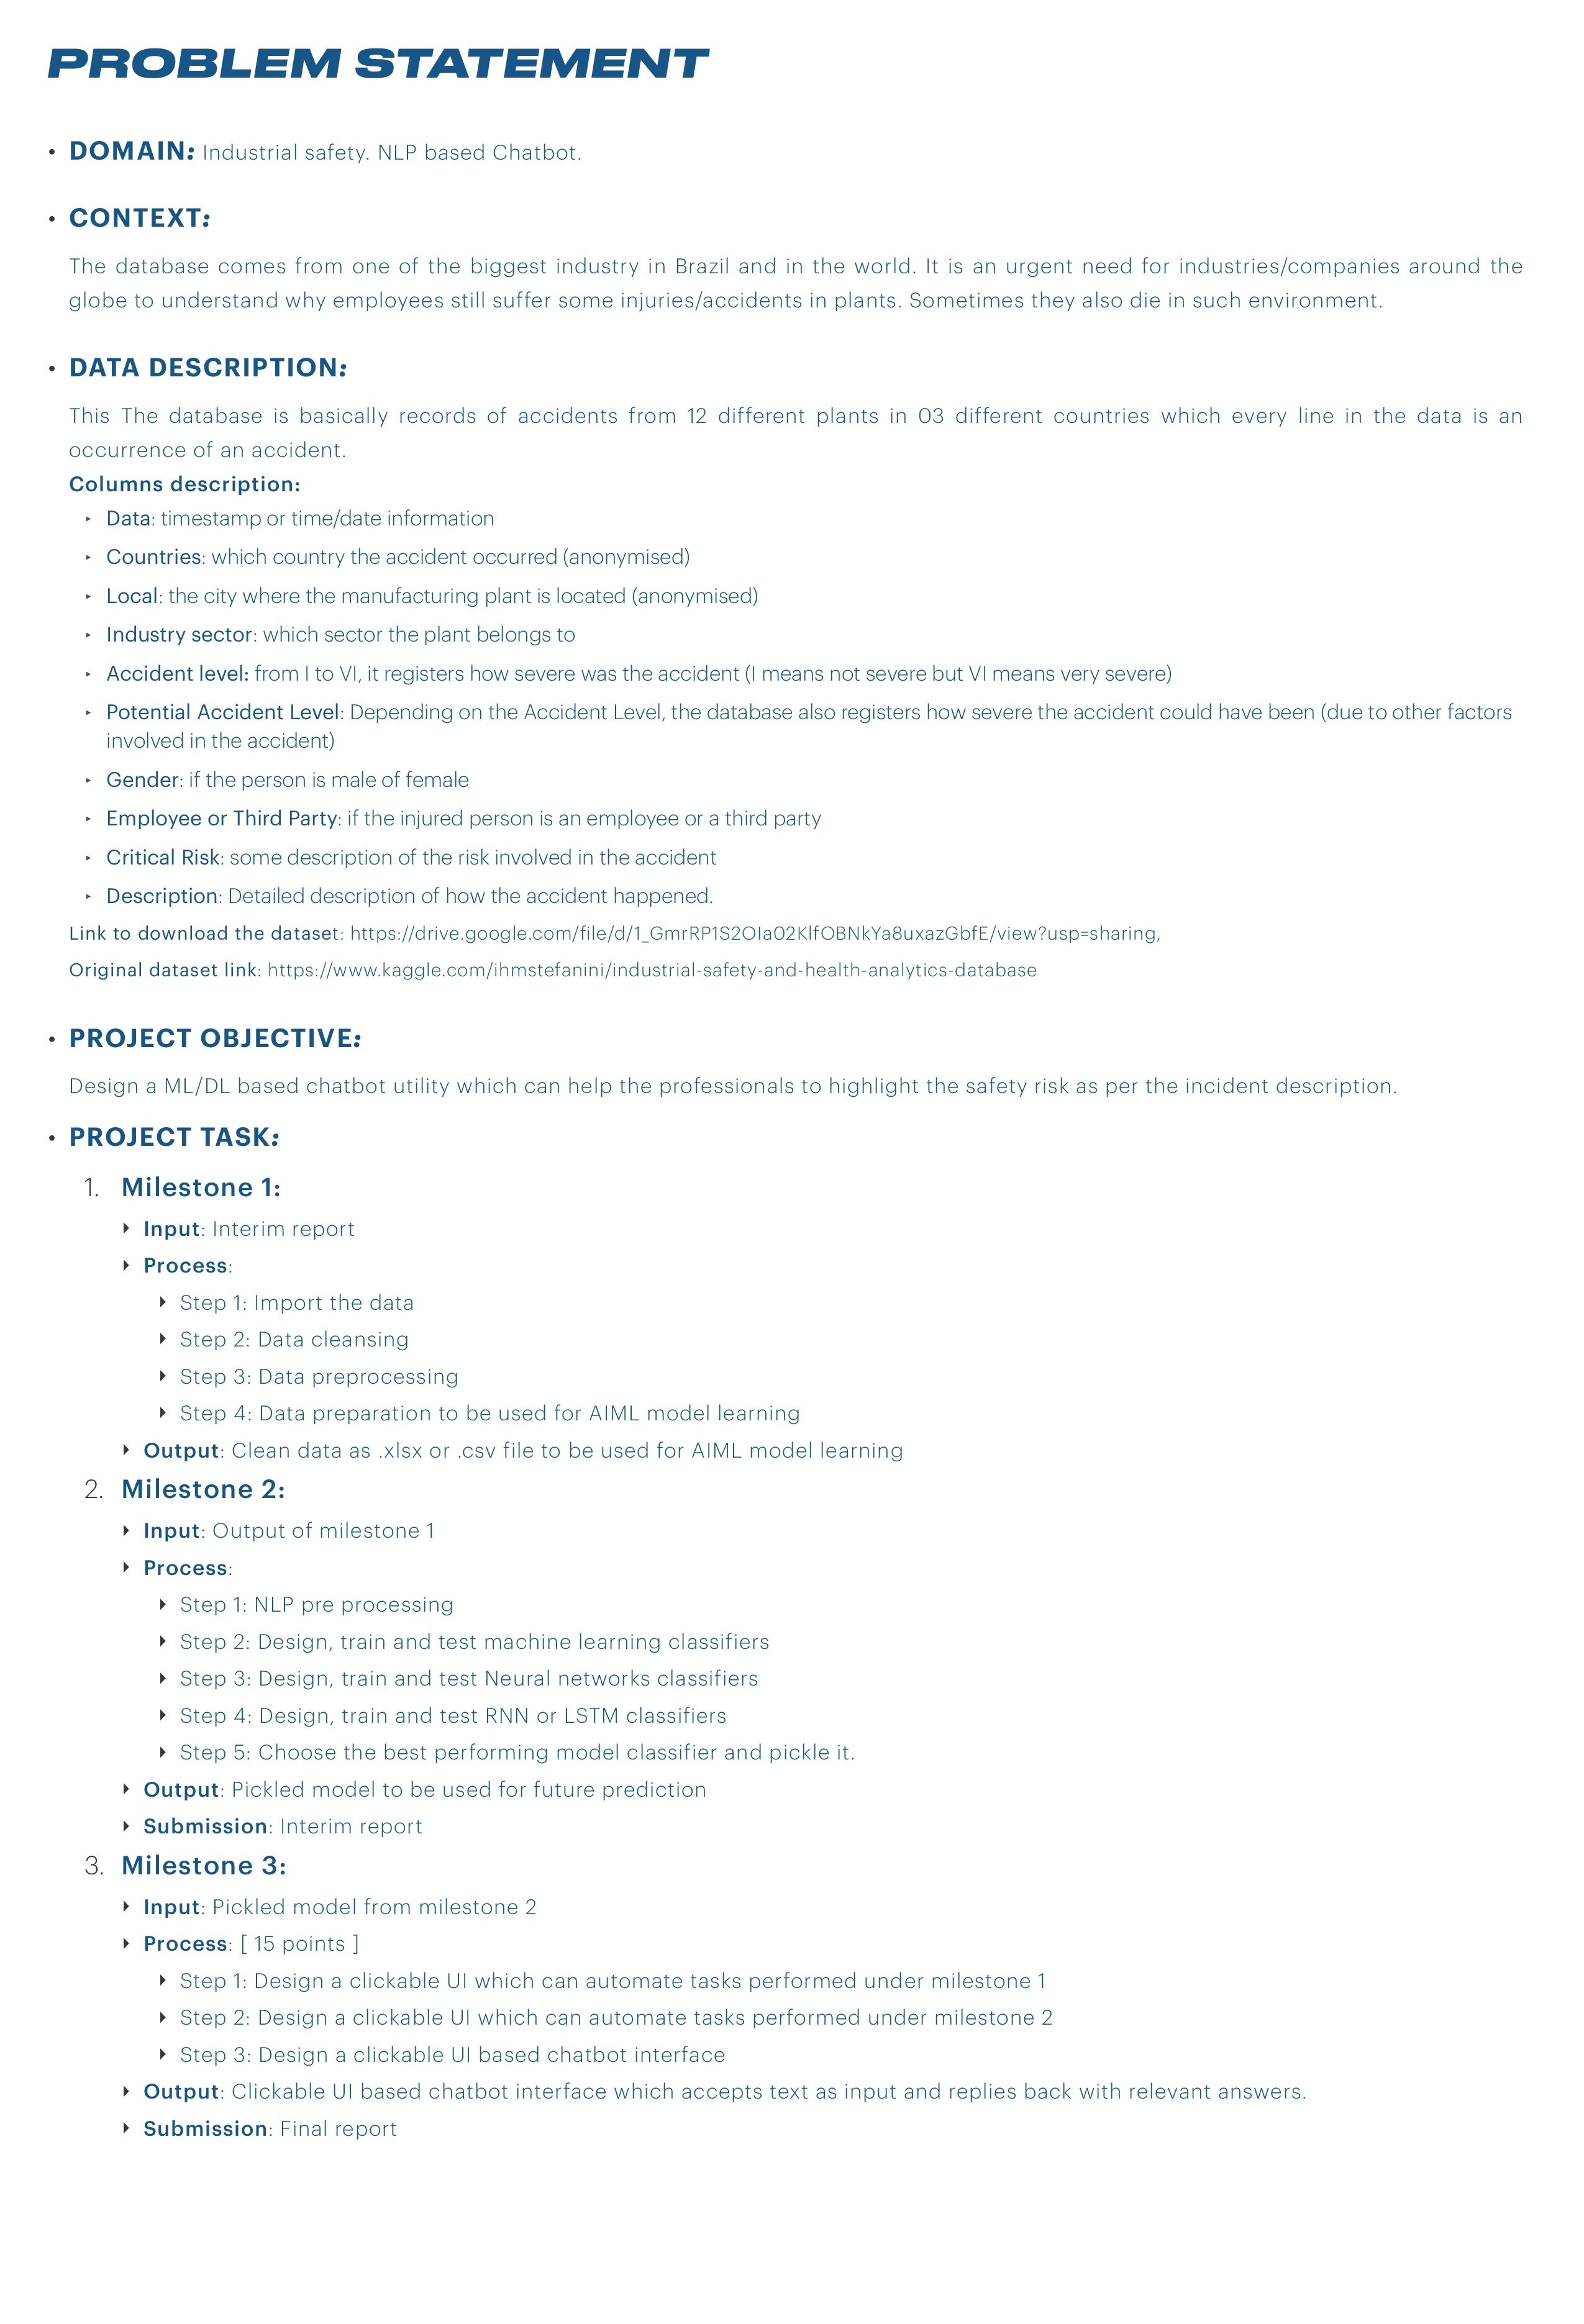 PROBLEM STATEMENT
• DOMAIN: Industrial safety. NLP based Chatbot.
• CONTEXT:
The database comes from one of the biggest industry in Brazil and in the world. It is an urgent need for industries/companies around the
globe to understand why employees still suffer some injuries/accidents in plants. Sometimes they also die in such environment.
• DATA DESCRIPTION:
This The database is basically records of accidents from 12 different plants in 03 different countries which every line in the data is an
occurrence of an accident.
Columns description:
‣ Data: timestamp or time/date information
‣ Countries: which country the accident occurred (anonymised)
‣ Local: the city where the manufacturing plant is located (anonymised)
‣ Industry sector: which sector the plant belongs to
‣ Accident level: from I to VI, it registers how severe was the accident (I means not severe but VI means very severe)
‣ Potential Accident Level: Depending on the Accident Level, the database also registers how severe the accident could have been (due to other factors
involved in the accident)
‣ Gender: if the person is male of female
‣ Employee or Third Party: if the injured person is an employee or a third party
‣ Critical Risk: some description of the risk involved in the accident
‣ Description: Detailed description of how the accident happened.
Link to download the dataset: https://drive.google.com/file/d/1_GmrRP1S2OIa02KlfOBNkYa8uxazGbfE/view?usp=sharing,
Original dataset link: https://www.kaggle.com/ihmstefanini/industrial-safety-and-health-analytics-database
• PROJECT OBJECTIVE:
Design a ML/DL based chatbot utility which can help the professionals to highlight the safety risk as per the incident description.
• PROJECT TASK:
1. Milestone 1:
‣ Input: Interim report
‣ Process:
‣ Step 1: Import the data
‣ Step 2: Data cleansing
‣ Step 3: Data preprocessing
‣ Step 4: Data preparation to be used for AIML model learning
‣ Output: Clean data as .xlsx or .csv file to be used for AIML model learning
2. Milestone 2:
‣ Input: Output of milestone 1
‣ Process:
‣ Step 1: NLP pre processing
‣ Step 2: Design, train and test machine learning classifiers
‣ Step 3: Design, train and test Neural networks classifiers
‣ Step 4: Design, train and test RNN or LSTM classifiers
‣ Step 5: Choose the best performing model classifier and pickle it.
‣ Output: Pickled model to be used for future prediction
‣ Submission: Interim report
3. Milestone 3:
‣ Input: Pickled model from milestone 2
‣ Process: [ 15 points ]
‣ Step 1: Design a clickable UI which can automate tasks performed under milestone 1
‣ Step 2: Design a clickable UI which can automate tasks performed under milestone 2
‣ Step 3: Design a clickable UI based chatbot interface
‣ Output: Clickable UI based chatbot interface which accepts text as input and replies back with relevant answers.
‣ Submission: Final report